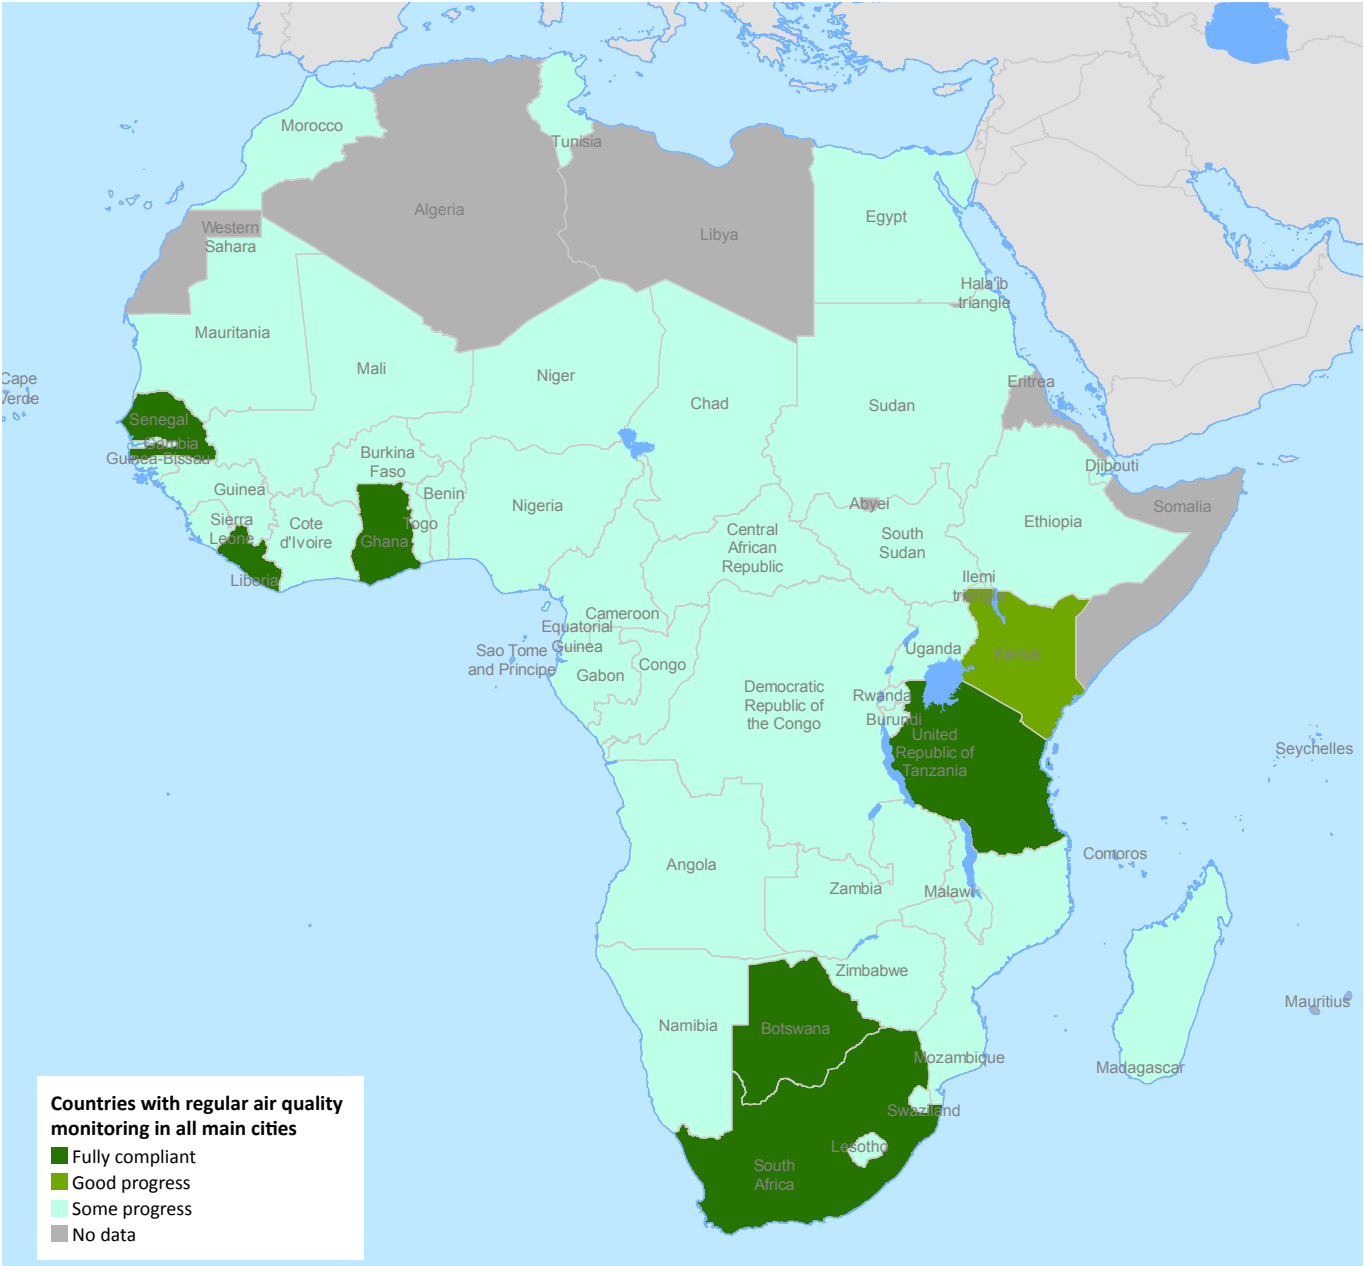 Morocco
Tunisia
Algeria
Libya
Egypt
Western
Sahara
Hala'ib
triangle
Mauritania
Mali
Niger
Chad
Sudan
Eritrea
Cape
Verde
Senegal
Gambia
Guinea-Bissau
Burkina
Faso
Djibouti
Guinea
Benin
Nigeria
Abyei
Somalia
Sierra
Leone
Cote
d'Ivoire
Togo
Ghana
Central
African
Republic
South
Sudan
Ethiopia
Liberia
Ilemi
triangle
Cameroon
Equatorial
Guinea
Sao Tome
and Principe
Gabon
Congo
Uganda
Kenya
Democratic
Republic of
the Congo
Rwanda
Burundi
United
Republic of
Tanzania
Seychelles
Angola
Zambia
Malawi
Comoros
Zimbabwe
Namibia
Botswana
Mozambique
Madagascar
Mauritius
Swaziland
Lesotho
South
Africa
Countries with regular air quality
monitoring in all main cities
Fully compliant
Good progress
Some progress
No data